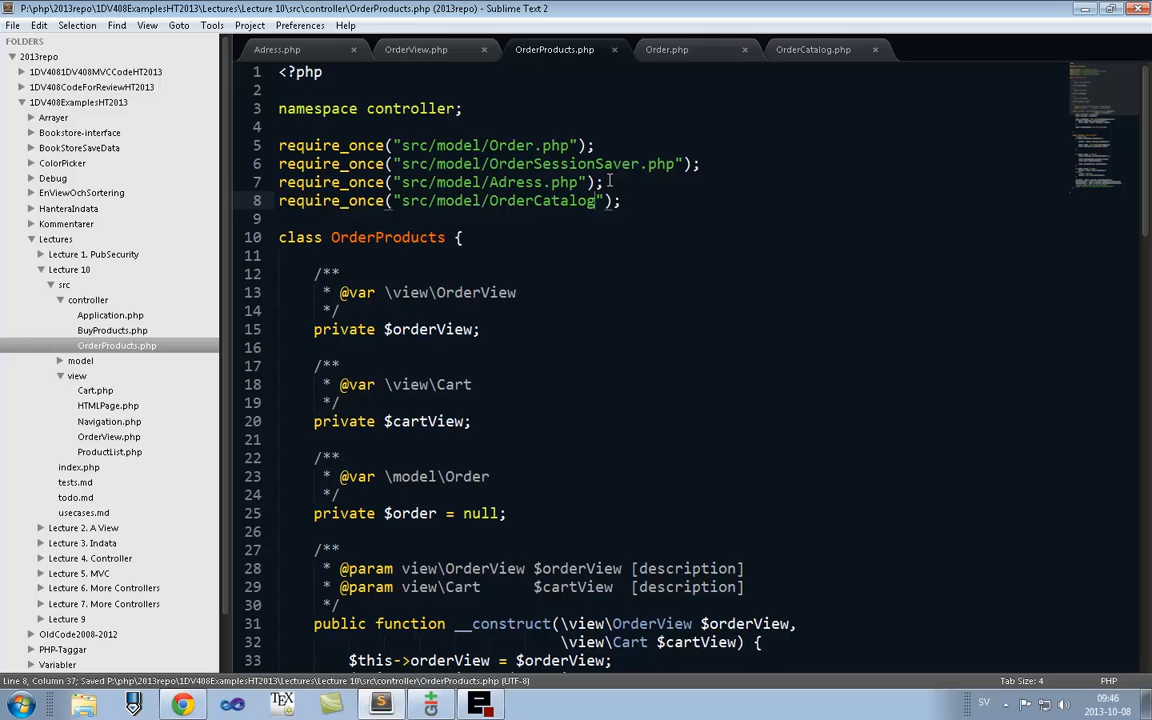 P:\php\2013repo\1DV408ExamplesHT2013\Lectures\Lecture 10\src\controller\OrderProducts.php (2013repo) - Sublime Text 2
File Edit Selection Find View Goto Tools Project Preferences Help
FOLDERS
2013repo
1DV4081DV408MVCCodeHT2013
1DV408CodeForReviewHT2013
1DV408ExamplesHT2013
Arrayer
Bookstore-interface
BookStoreSaveData
ColorPicker
Debug
EnViewOchSortering
HanteraIndata
Kommentarer
Lectures
Lecture 1. PubSecurity
Lecture 10
src
controller
Application.php
BuyProducts.php
OrderProducts.php
model
view
Cart.php
HTMLPage.php
Navigation.php
OrderView.php
ProductList.php
index.php
tests.md
todo.md
usecases.md
Lecture 2. A View
Lecture 3. Indata
Lecture 4. Controller
Lecture 5. MVC
Lecture 6. More Controllers
Lecture 7. More Controllers
Lecture 9
OldCode2008-2012
PHP-Taggar
Variabler
Adress.php OrderView.php OrderProducts.php Order.php OrderCatalog.php
1 <?php
2
3 namespace controller;
4
5 require_once("src/model/Order.php");
6 require_once("src/model/OrderSessionSaver.php");
7 require_once("src/model/Adress.php");
8 require_once("src/model/OrderCatalog");
9
10 class OrderProducts {
11
12 /**
13 * @var \view\OrderView
14 */
15 private $orderView;
16
17 /**
18 * @var \view\Cart
19 */
20 private $cartView;
21
22 /**
23 * @var \model\Order
24 */
25 private $order = null;
26
27 /**
28 * @param view\OrderView $orderView [description]
29 * @param view\Cart $cartView [description]
30 */
31 public function __construct(\view\OrderView $orderView,
32 \view\Cart $cartView) {
33 $this->orderView = $orderView;
Line 8, Column 37; Saved P:\php\2013repo\1DV408ExamplesHT2013\Lectures\Lecture 10\src\controller\OrderProducts.php (UTF-8) Tab Size: 4 PHP
SV
09:46
2013-10-08